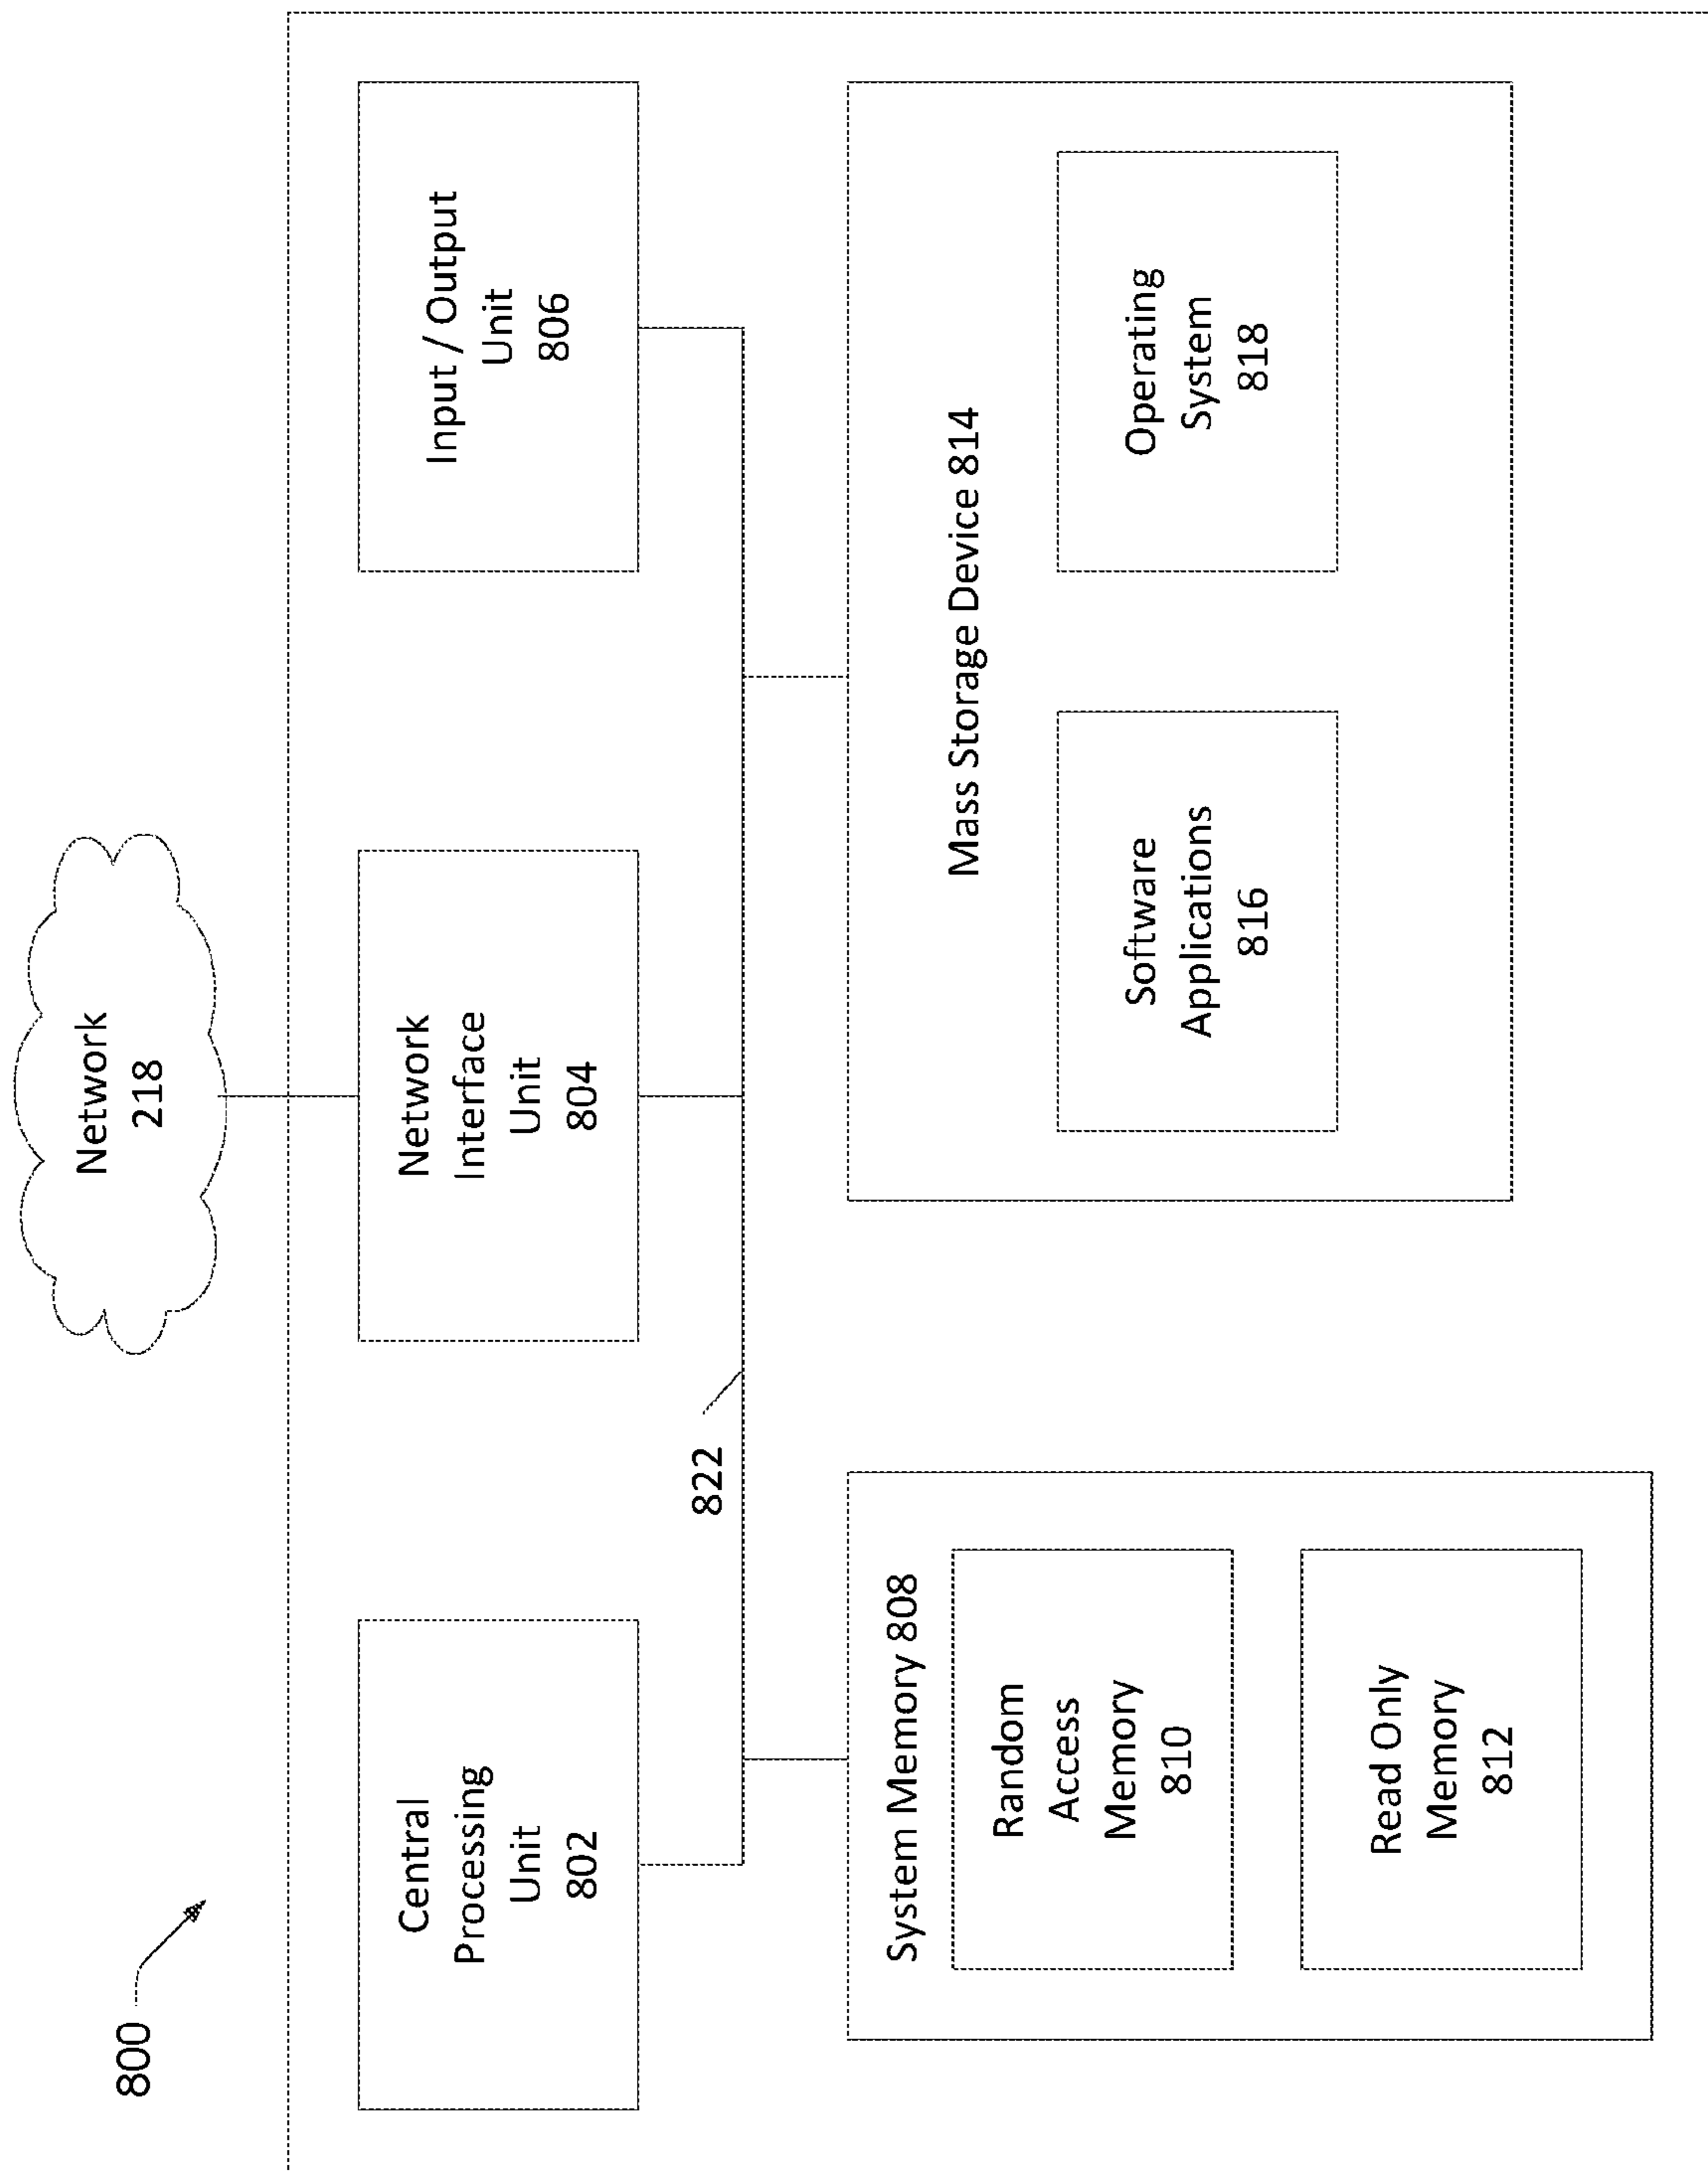 800
Network
218
Central
Processing
Unit
802
Network
Interface
Unit
804
Input / Output
Unit
806
822
System Memory 808
Random
Access
Memory
810
Read Only
Memory
812
Mass Storage Device 814
Software
Applications
816
Operating
System
818